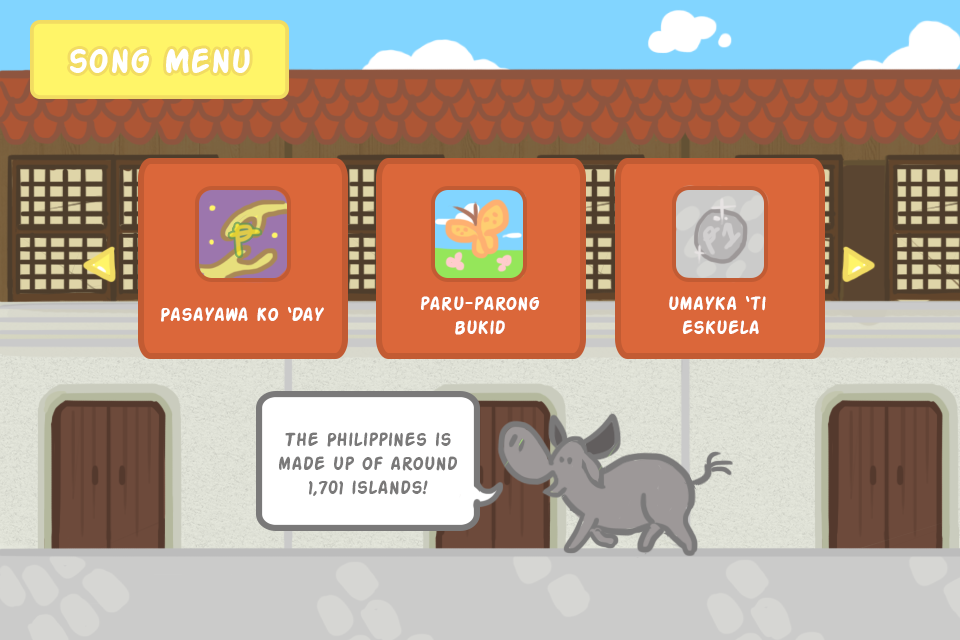 SONG MENU
PASAYAWA KO 'DAY
PARU-PARONG
BUKID
UMAYKA 'TI
ESKUELA
THE PHILIPPINES IS
MADE UP OF AROUND
1,701 ISLANDS!